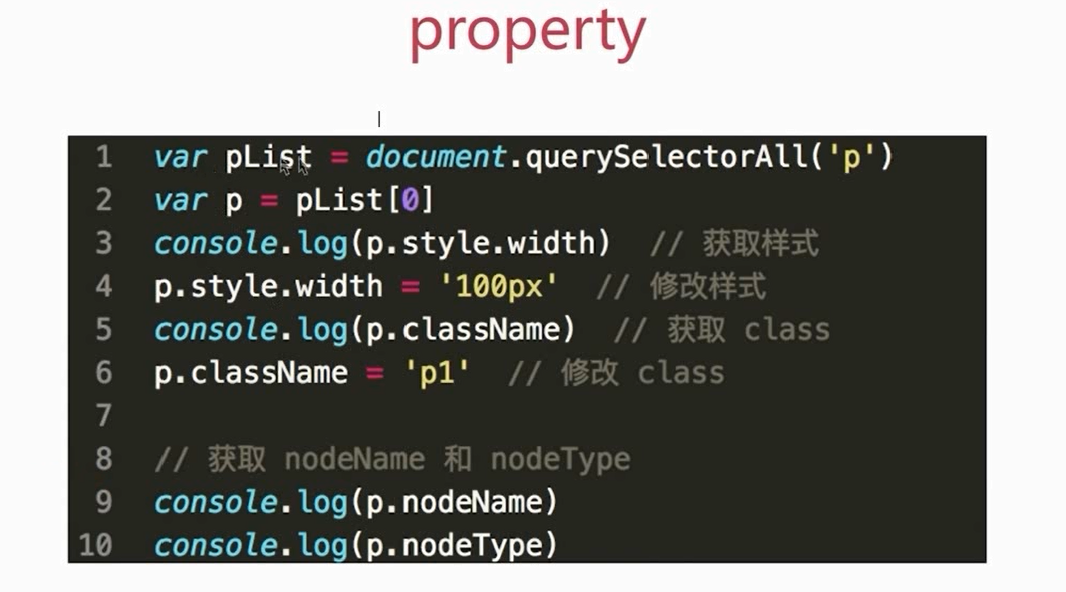 property
1 var pList = document.querySelectorAll('p')
2 var p = pList[0]
3 console.log(p.style.width) // 获取样式
4 p.style.width = '100px' // 修改样式
5 console.log(p.className) // 获取 class
6 p.className = 'p1' // 修改 class
7
8 // 获取 nodeName 和 nodeType
9 console.log(p.nodeName)
10 console.log(p.nodeType)